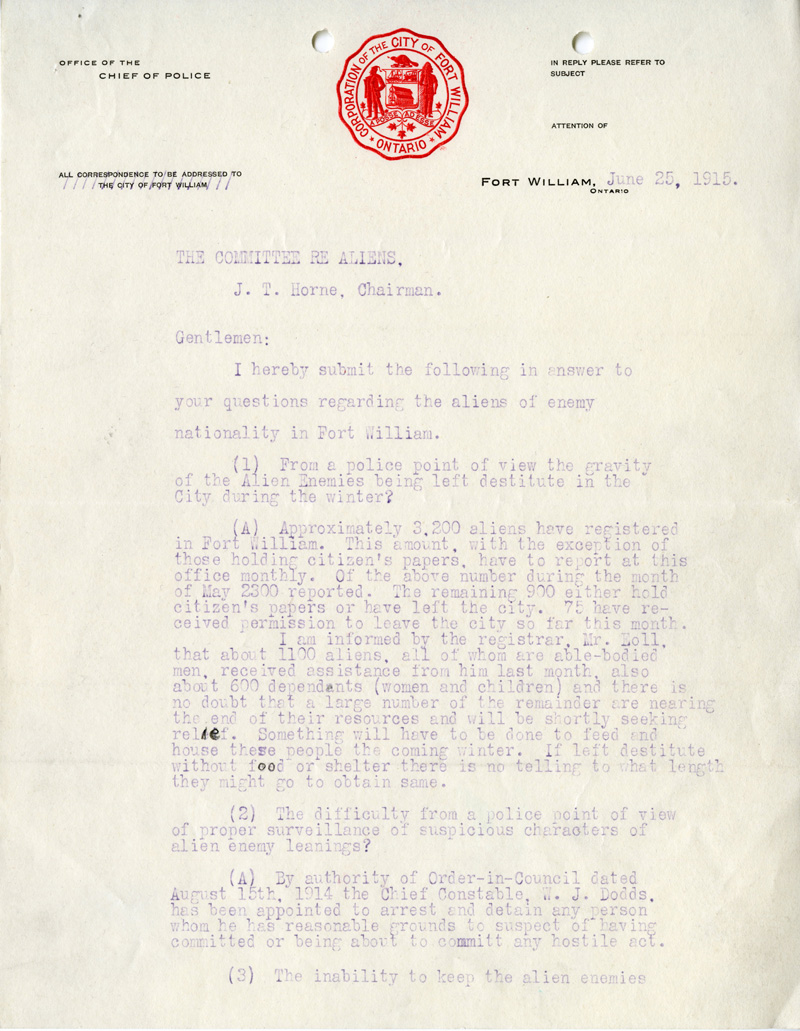 OFFICE OF THE
CHIEF OF POLICE
CORPORATION OF THE CITY OF FORT WILLIAM
A POSSE AD ESSE
ONTARIO
IN REPLY PLEASE REFER TO
SUBJECT
ATTENTION OF
ALL CORRESPONDENCE TO BE ADDRESSED TO
THE CITY OF FORT WILLIAM
FORT WILLIAM, June 25, 1915.
ONTARIO
THE COMMITTEE RE ALIENS,
J. T. Horne, Chairman.
Gentlemen:
I hereby submit the following in answer to
your questions regarding the aliens of enemy
nationality in Fort William.
(1) From a police point of view the gravity
of the Alien Enemies being left destitute in the
City during the winter?
(A) Approximately 3,200 aliens have registered
in Fort William. This amount, with the exception of
those holding citizen's papers, have to report at this
office monthly. Of the above number during the month
of May 2300 reported. The remaining 900 either hold
citizen's papers or have left the city. 75 have re-
ceived permission to leave the city so far this month.
I am informed by the registrar, Mr.
that about 1100 aliens, all of whom are able-bodied
men, received assistance from him last month, also
about 600 dependants (women and children) and there is
no doubt that a large number of the remainder are nearing
the end of their resources and will be shortly seeking
relief. Something will have to be done to feed and
house these people the coming winter. If left destitute
without food or shelter there is no telling to what length
they might go to obtain same.
(2) The difficulty from a police point of view
of proper surveillance of suspicious characters of
alien enemy leanings?
(A) By authority of Order-in-Council dated
August 15th, 1914 the Chief Constable, W. J. Dodds,
has been appointed to arrest and detain any person
whom he has reasonable grounds to suspect of having
committed or being about to committ any hostile act.
(3) The inability to keep the alien enemies